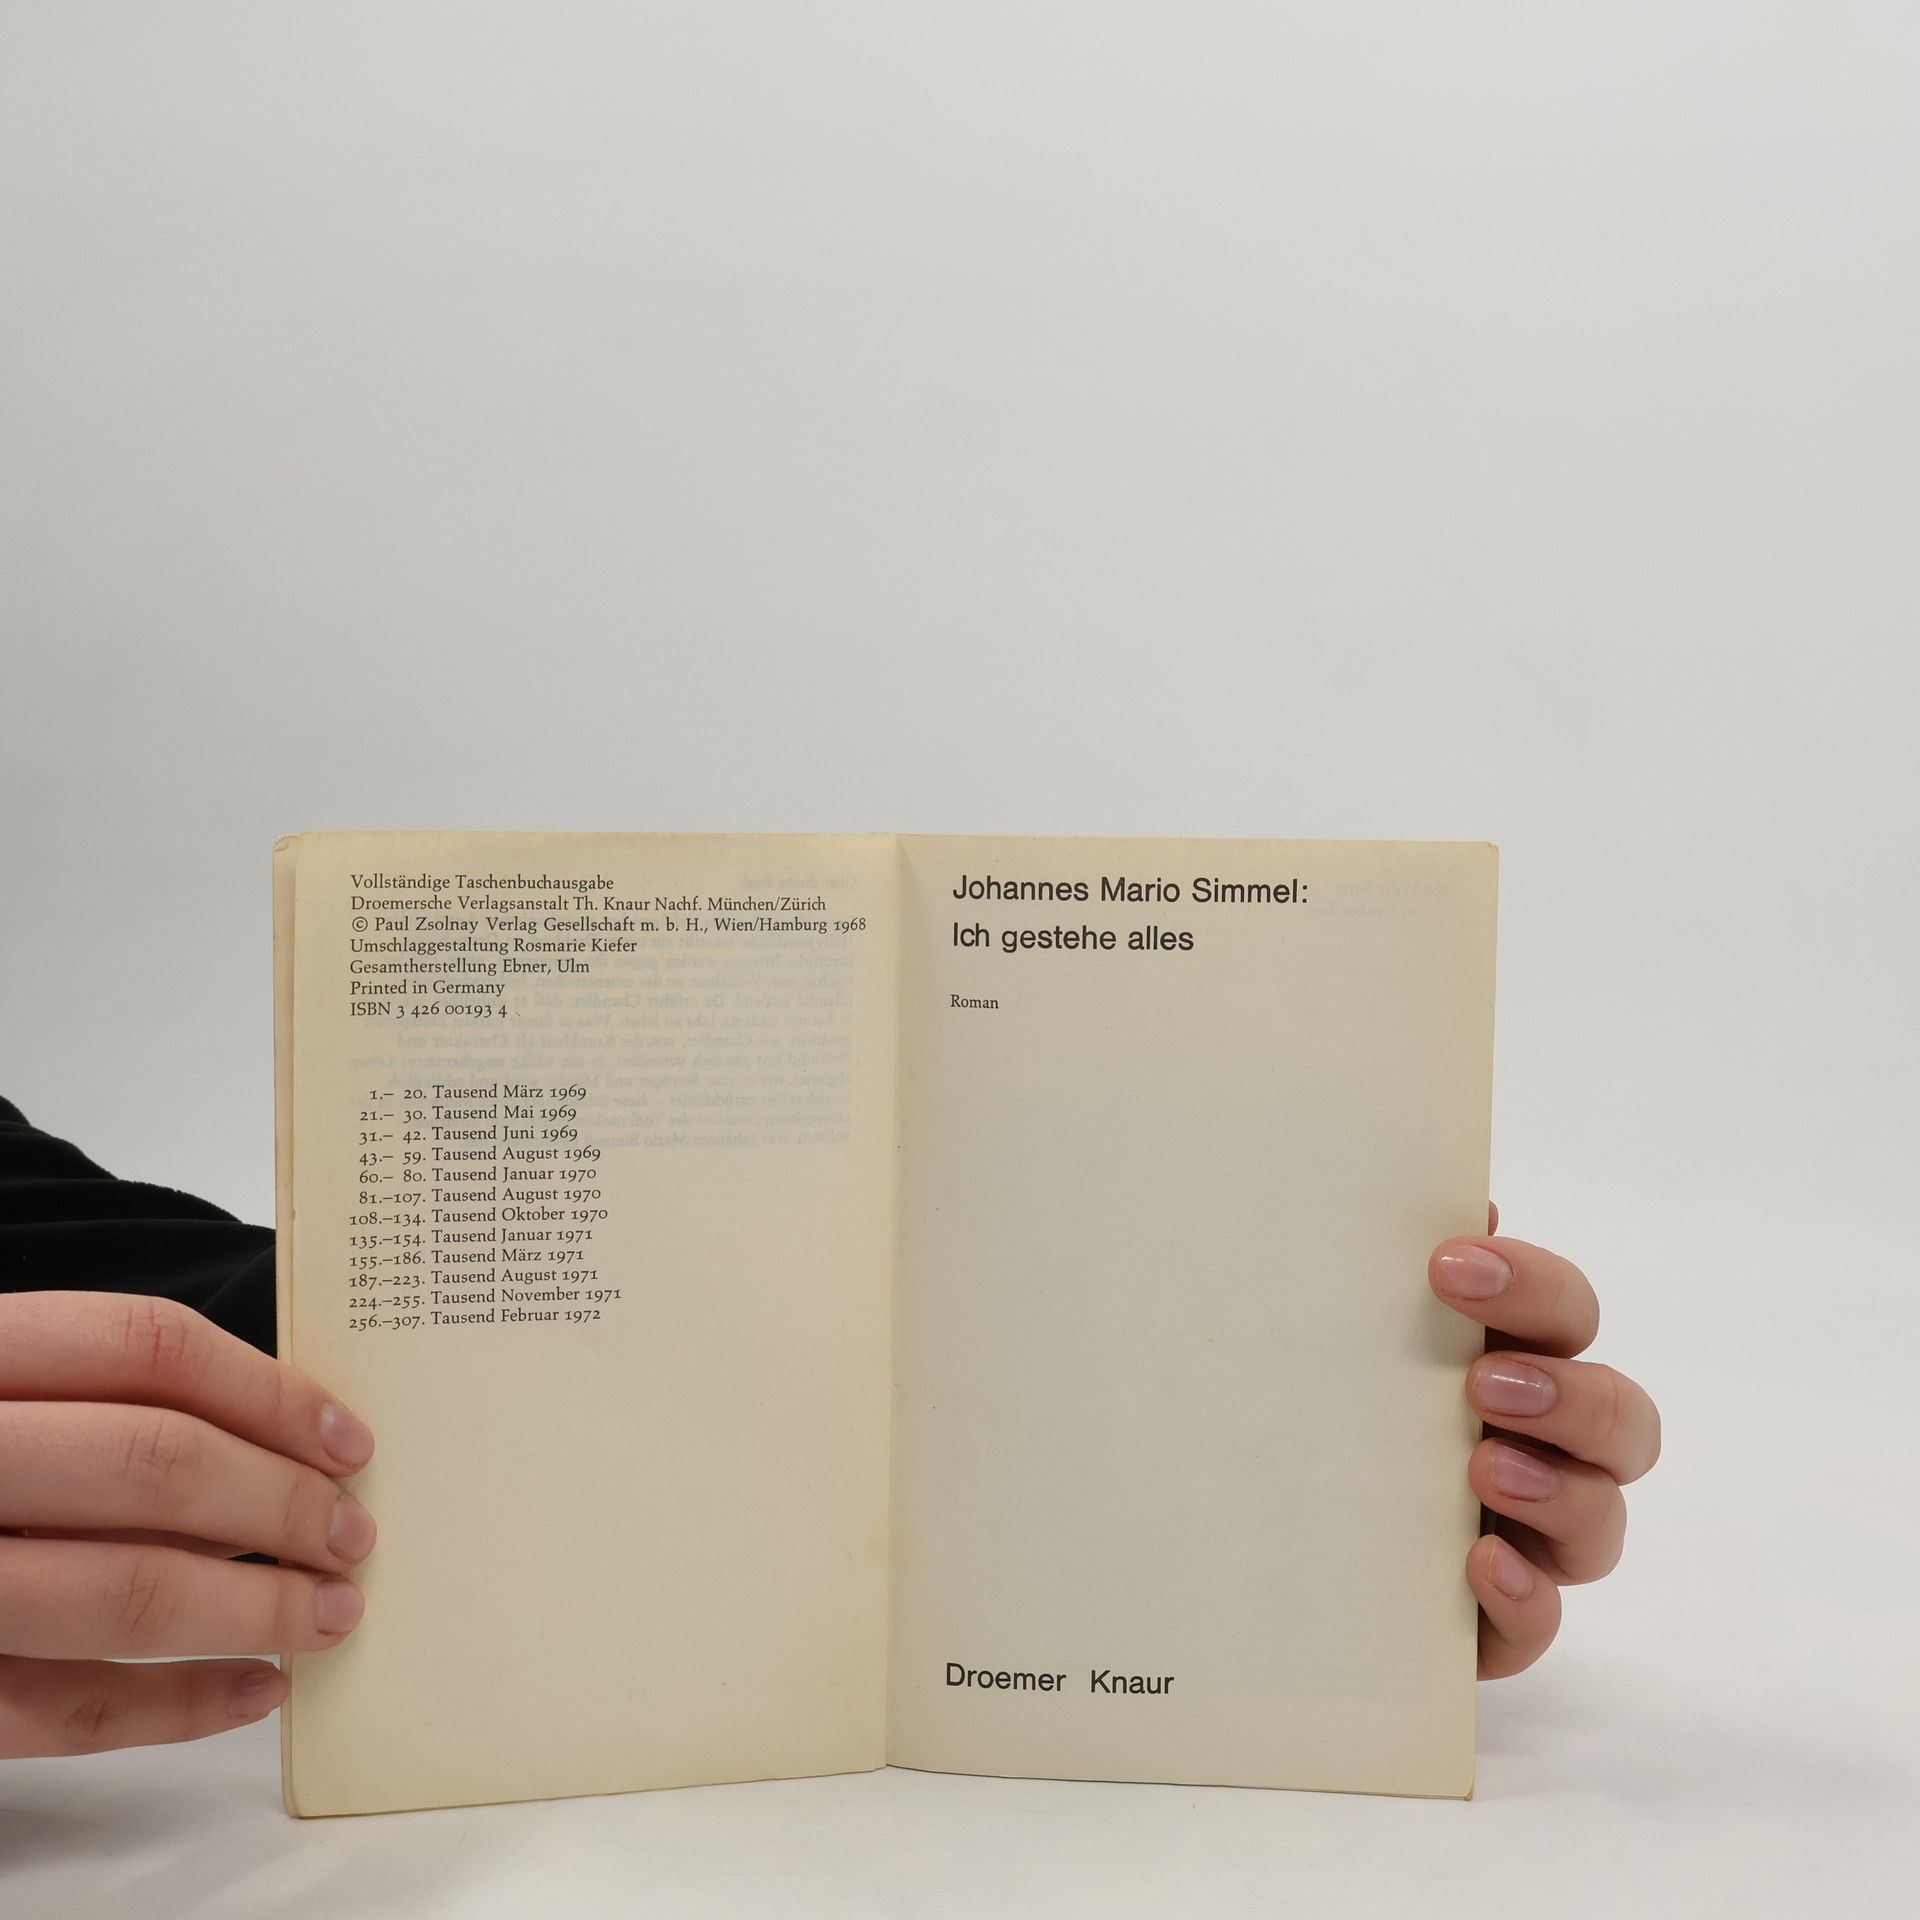 Vollständige Taschenbuchausgabe
Droemersche Verlagsanstalt Th. Knaur Nachf. München/Zürich
© Paul Zsolnay Verlag Gesellschaft m. b. H., Wien/Hamburg 1968
Umschlaggestaltung Rosmarie Kiefer
Gesamtherstellung Ebner, Ulm
Printed in Germany
ISBN 3 426 00193 4
1.– 20. Tausend März 1969
21.– 30. Tausend Mai 1969
31.– 42. Tausend Juni 1969
43.– 59. Tausend August 1969
60.– 80. Tausend Januar 1970
81.–107. Tausend August 1970
108.–134. Tausend Oktober 1970
135.–154. Tausend Januar 1971
155.–186. Tausend März 1971
187.–223. Tausend August 1971
224.–255. Tausend November 1971
256.–307. Tausend Februar 1972
Johannes Mario Simmel:
Ich gestehe alles
Roman
Droemer Knaur